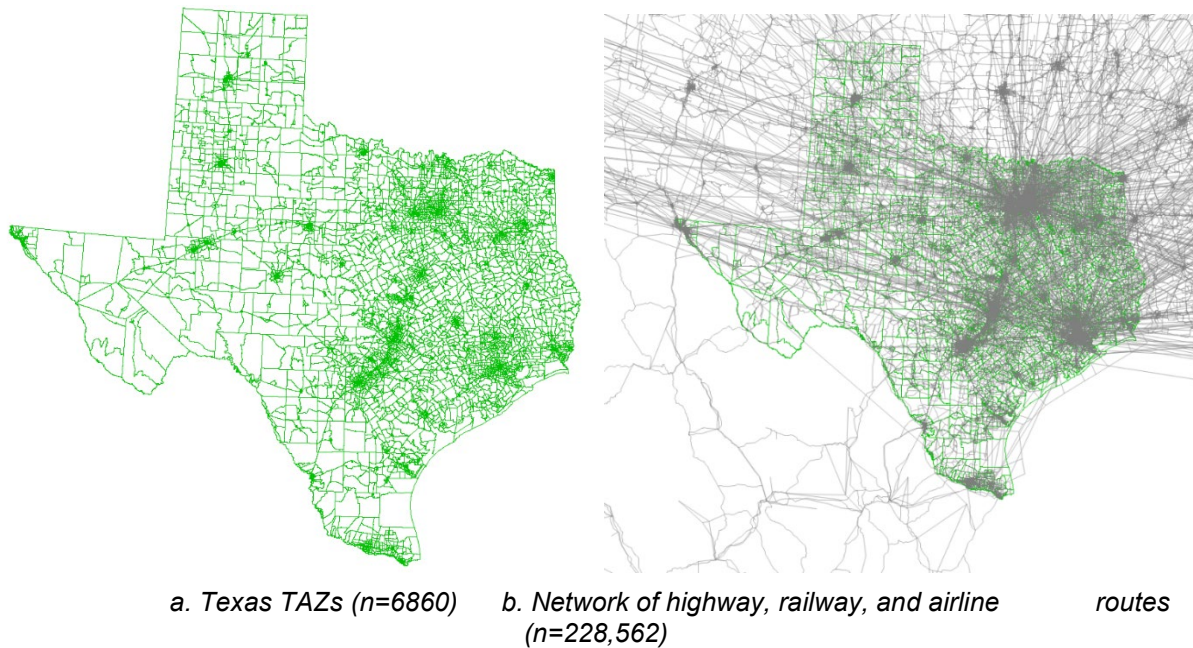 a. Texas TAZs (n=6860) b. Network of highway, railway, and airline routes
(n=228,562)